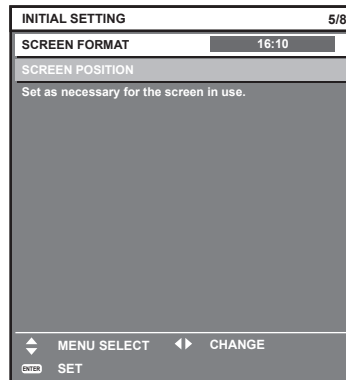 INITIAL SETTING 5/8
SCREEN FORMAT 16:10
SCREEN POSITION
Set as necessary for the screen in use.
MENU SELECT CHANGE
ENTER SET